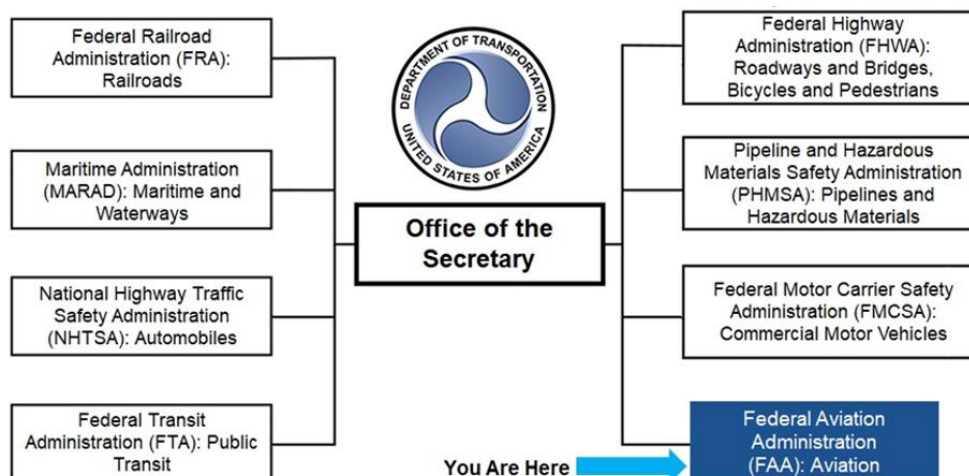 Federal Railroad
Administration (FRA):
Railroads
Maritime Administration
(MARAD): Maritime and
Waterways
National Highway Traffic
Safety Administration
(NHTSA): Automobiles
Federal Transit
Administration (FTA): Public
Transit
DEPARTMENT OF TRANSPORTATION
UNITED STATES OF AMERICA
Office of the
Secretary
Federal Highway
Administration (FHWA):
Roadways and Bridges,
Bicycles and Pedestrians
Pipeline and Hazardous
Materials Safety Administration
(PHMSA): Pipelines and
Hazardous Materials
Federal Motor Carrier Safety
Administration (FMCSA):
Commercial Motor Vehicles
You Are Here
Federal Aviation
Administration
(FAA): Aviation